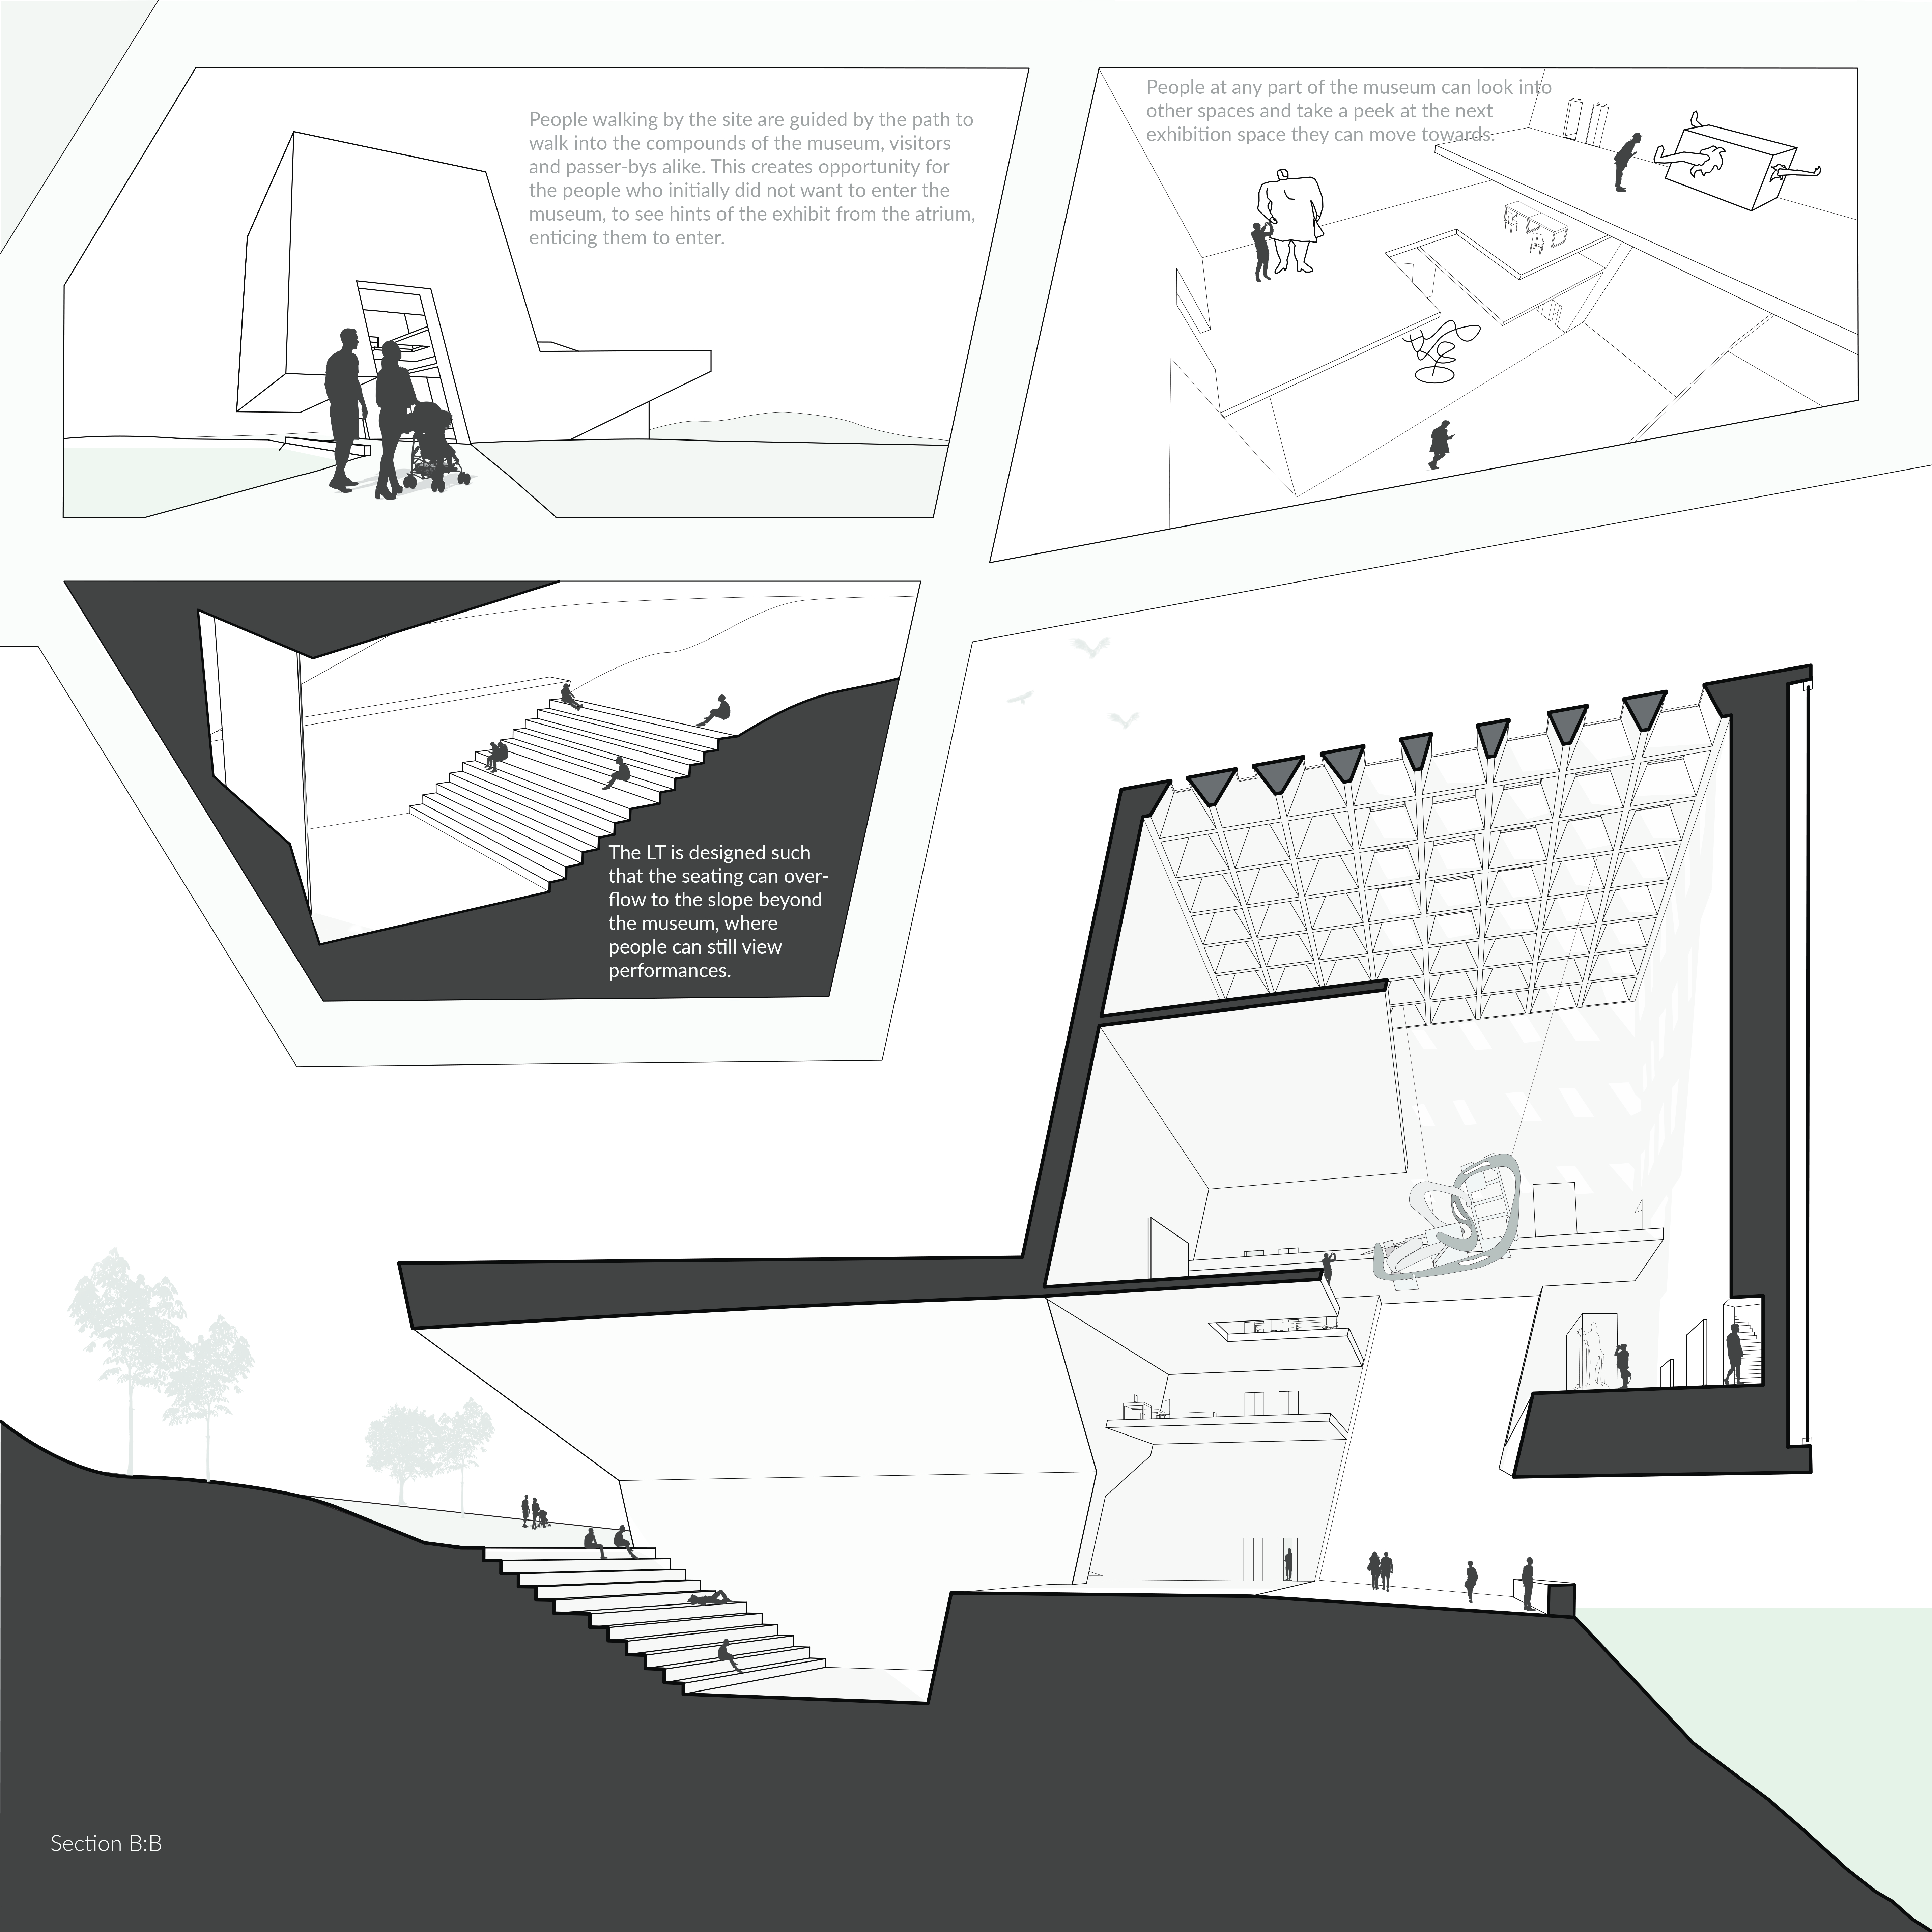 People walking by the site are guided by the path to
walk into the compounds of the museum, visitors
and passer-bys alike. This creates opportunity for
the people who initially did not want to enter the
museum, to see hints of the exhibit from the atrium,
enticing them to enter.
People at any part of the museum can look into
other spaces and take a peek at the next
exhibition space they can move towards.
The LT is designed such
that the seating can over-
flow to the slope beyond
the museum, where
people can still view
performances.
Section B:B